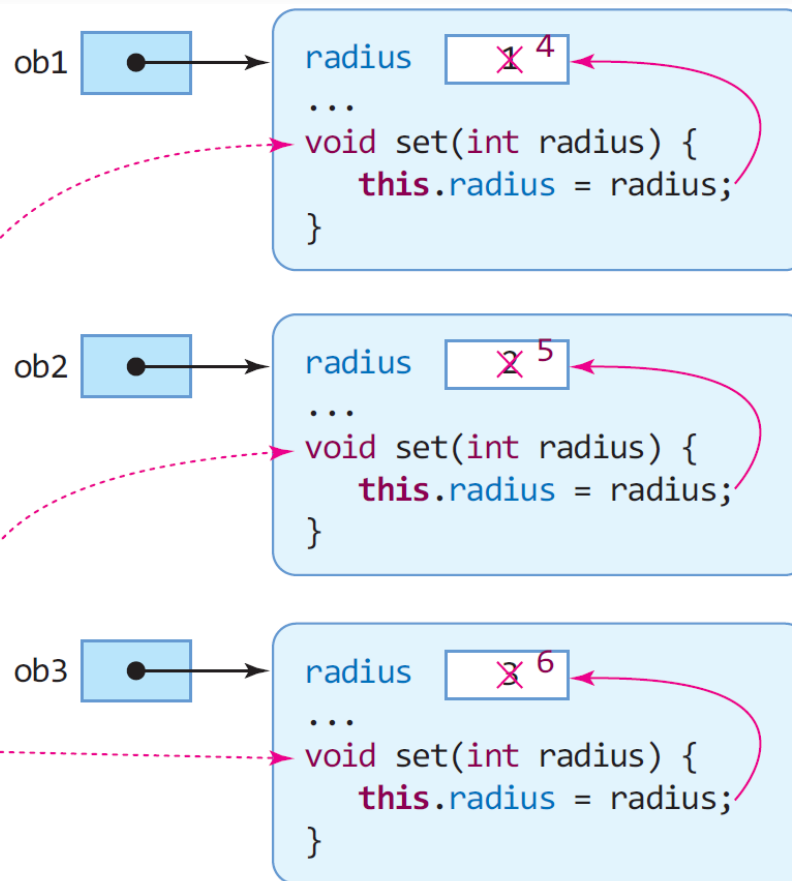 ob1
radius 1 4
...
void set(int radius) {
this.radius = radius;
}
ob2
radius 2 5
...
void set(int radius) {
this.radius = radius;
}
ob3
radius 3 6
...
void set(int radius) {
this.radius = radius;
}